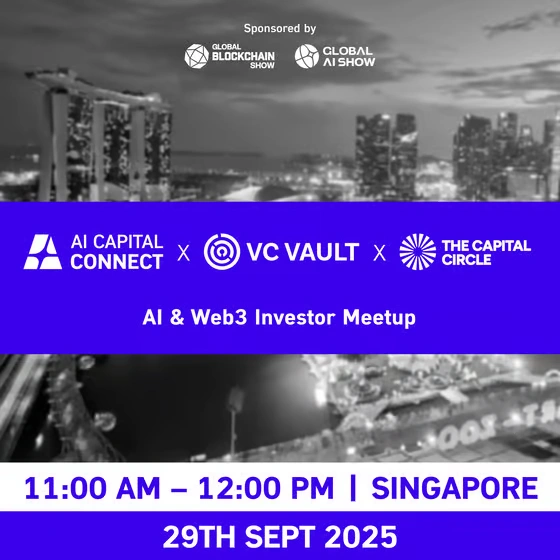 Sponsored by
GLOBAL
BLOCKCHAIN
SHOW
GLOBAL
AI SHOW
AI CAPITAL
CONNECT
X
VC VAULT
X
THE CAPITAL
CIRCLE
AI & Web3 Investor Meetup
11:00 AM – 12:00 PM | SINGAPORE
29TH SEPT 2025